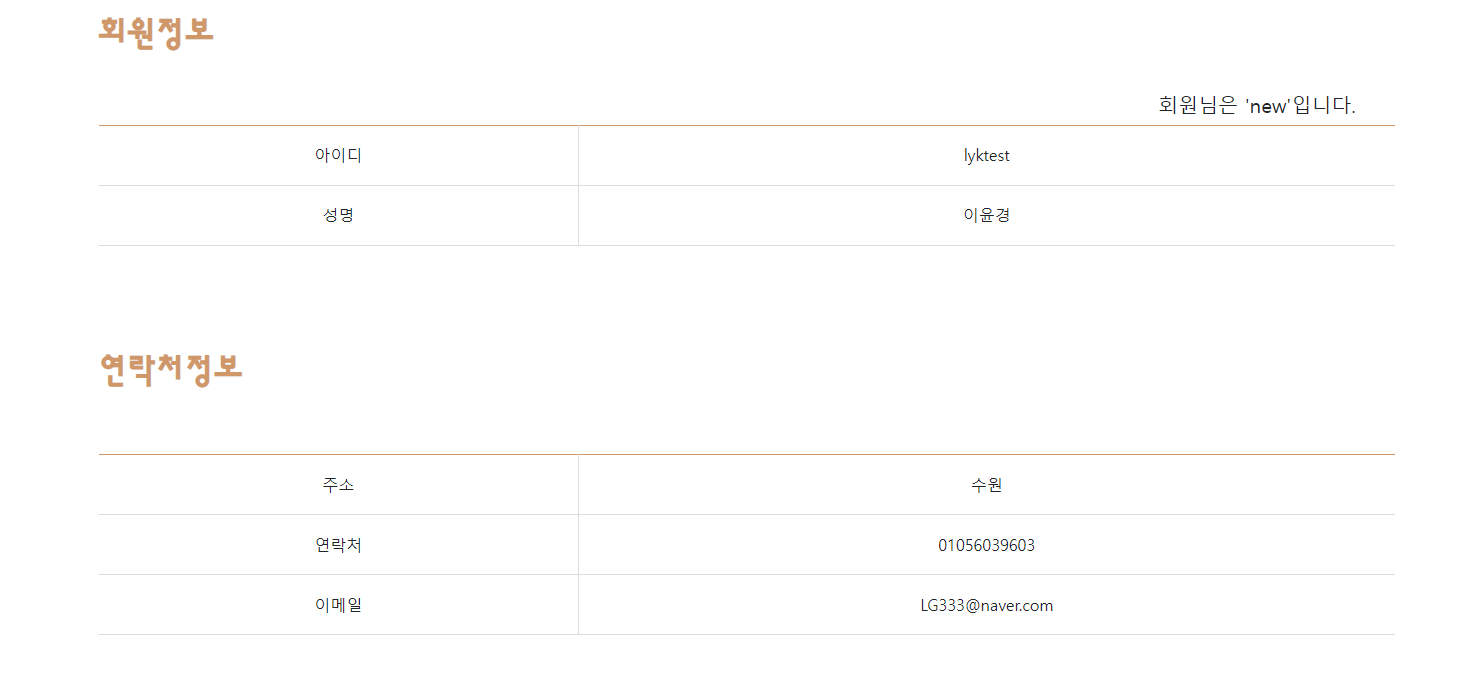 회원정보
회원님은 'new'입니다.
아이디 lyktest
성명 이윤경
연락처정보
주소 수원
연락처 01056039603
이메일 LG333@naver.com